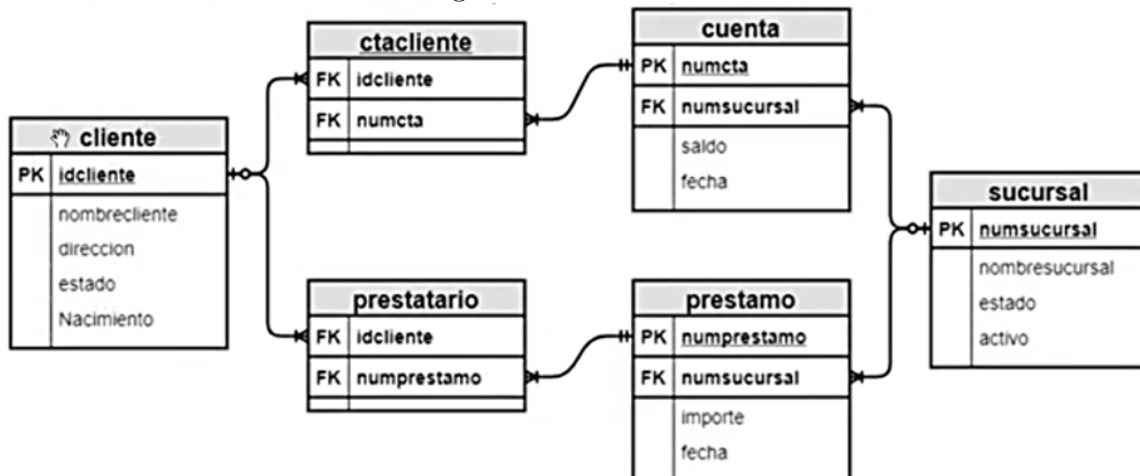 cliente
PK idcliente
nombrecliente
direccion
estado
Nacimiento
ctacliente
FK idcliente
FK numcta
prestatario
FK idcliente
FK numprestamo
cuenta
PK numcta
FK numsucursal
saldo
fecha
prestamo
PK numprestamo
FK numsucursal
importe
fecha
sucursal
PK numsucursal
nombresucursal
estado
activo